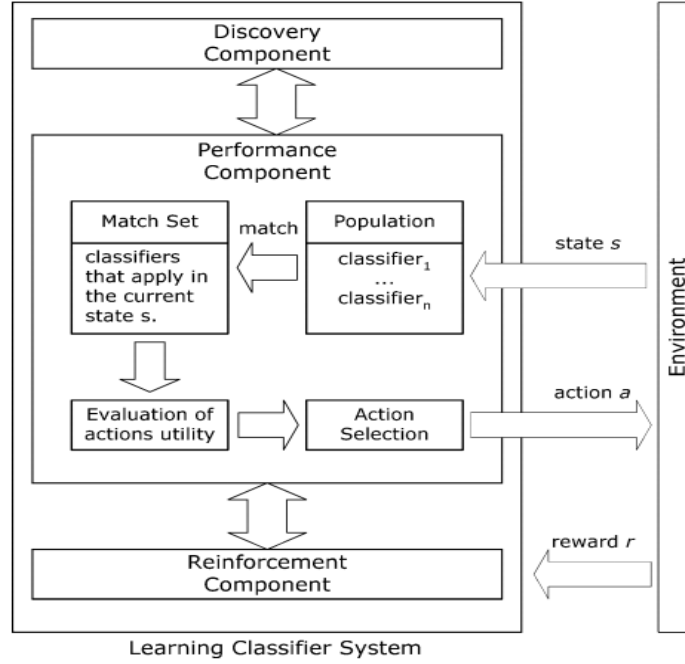 Discovery
Component
Performance
Component
Match Set
classifiers
that apply in
the current
state s.
match
Population
classifier₁
...
classifierₙ
state s
Evaluation of
actions utility
Action
Selection
action a
Environment
Reinforcement
Component
reward r
Learning Classifier System